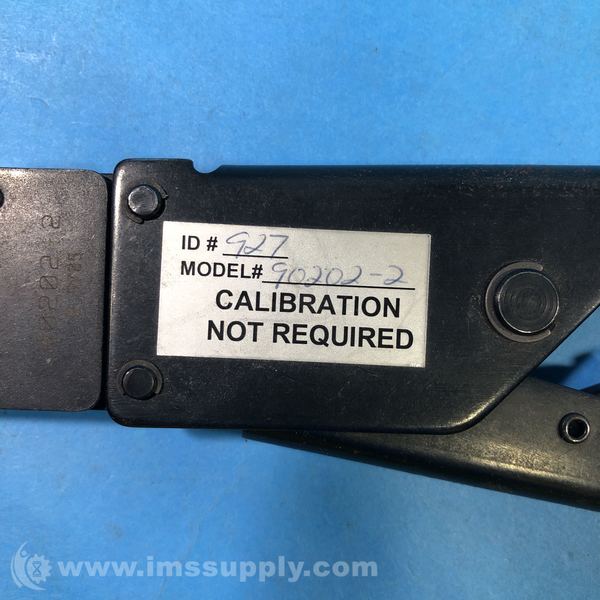 ID # 927
MODEL# 90202-2
CALIBRATION
NOT REQUIRED
www.imssupply.com